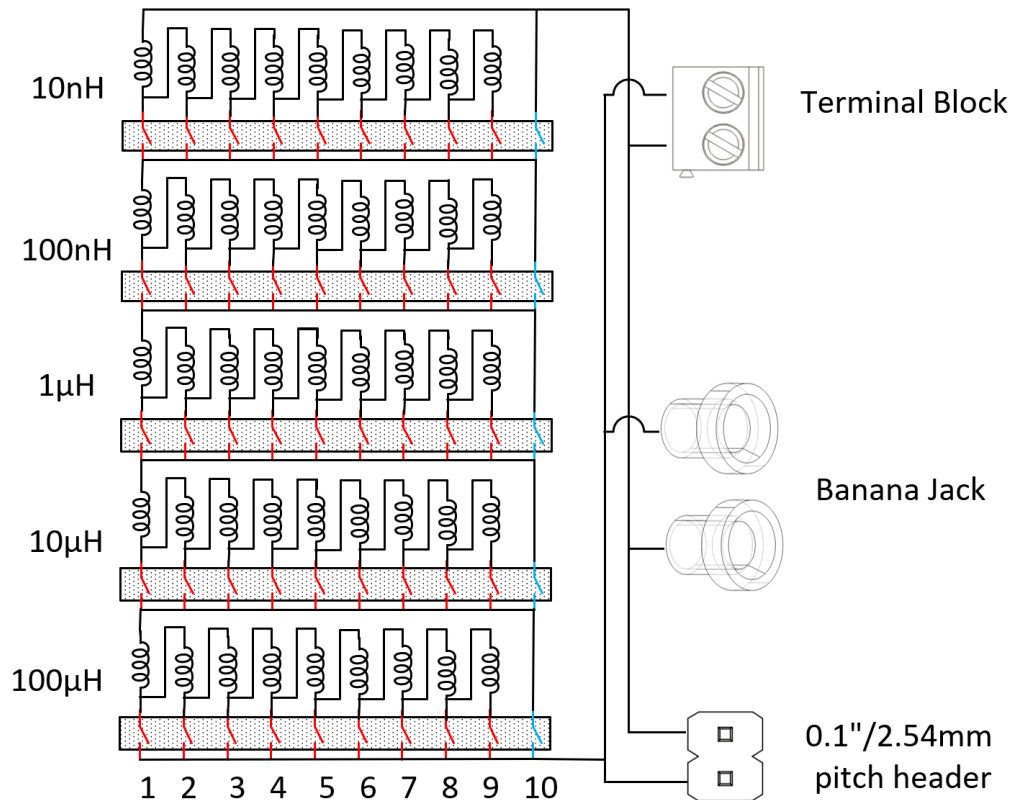 10nH
Terminal Block
100nH
1µH
Banana Jack
10µH
100µH
0.1"/2.54mm
pitch header
1 2 3 4 5 6 7 8 9 10